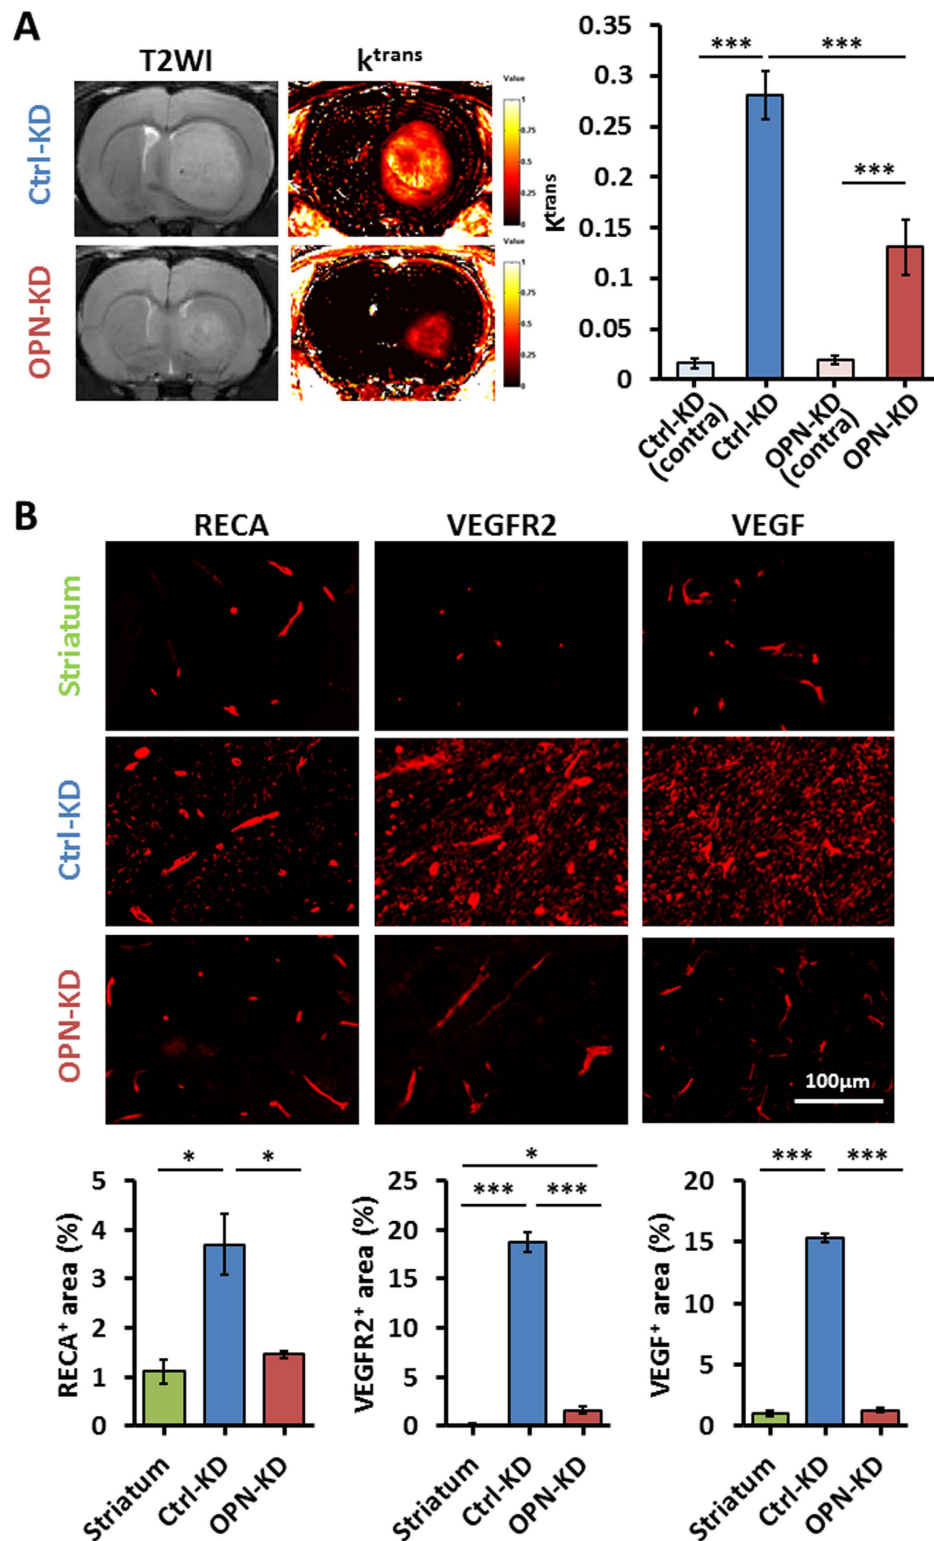 A
T2WI
k^trans
Ctrl-KD
OPN-KD
Value
1
0.75
0.5
0.25
0
Value
1
0.75
0.5
0.25
0
K^trans
0.35
0.3
0.25
0.2
0.15
0.1
0.05
0
***
***
***
Ctrl-KD
(contra)
Ctrl-KD
OPN-KD
(contra)
OPN-KD
B
RECA
VEGFR2
VEGF
Striatum
Ctrl-KD
OPN-KD
100µm
RECA⁺ area (%)
5
4
3
2
1
0
*
*
Striatum
Ctrl-KD
OPN-KD
VEGFR2⁺ area (%)
25
20
15
10
5
0
*
***
***
Striatum
Ctrl-KD
OPN-KD
VEGF⁺ area (%)
20
15
10
5
0
***
***
Striatum
Ctrl-KD
OPN-KD